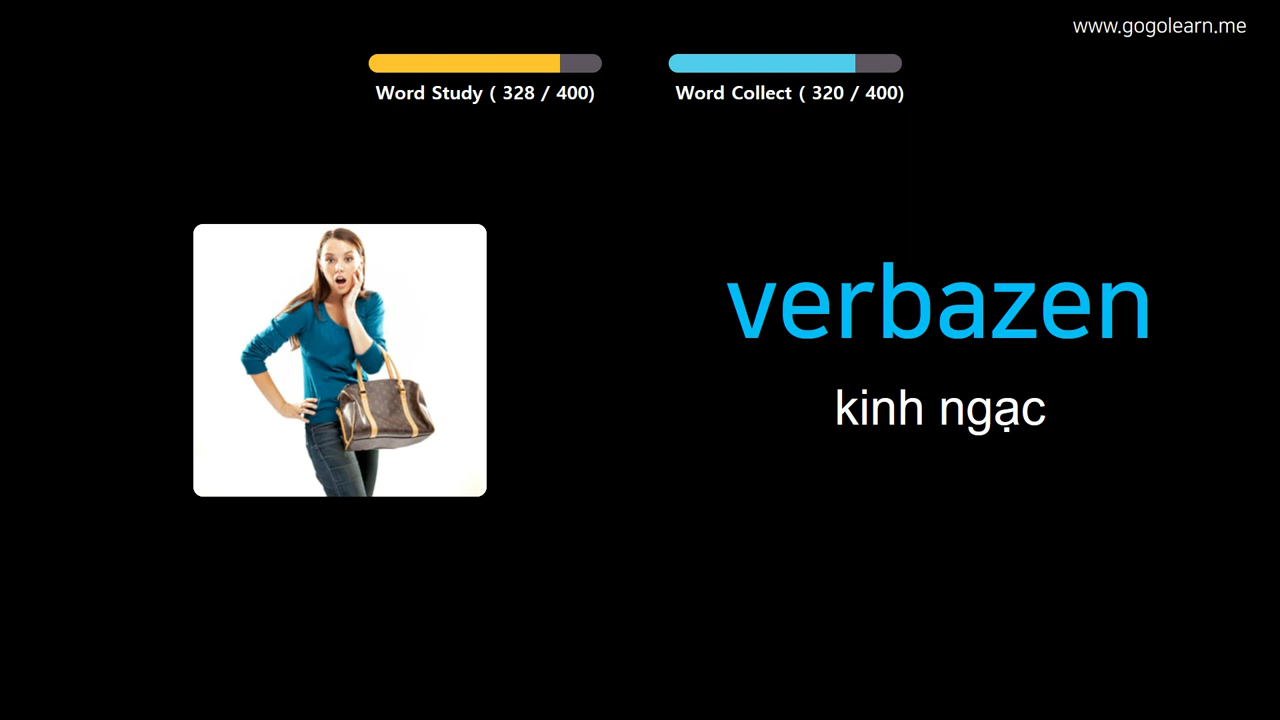 www.gogolearn.me
Word Study ( 328 / 400)
Word Collect ( 320 / 400)
verbazen
kinh ngạc